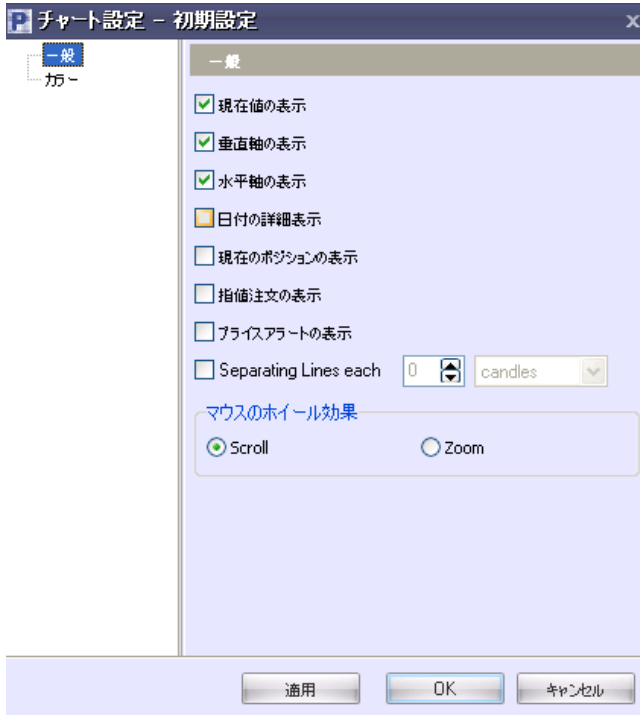 チャート設定 - 初期設定
一般
カラー
一般
現在値の表示
垂直軸の表示
水平軸の表示
日付の詳細表示
現在のポジションの表示
指値注文の表示
プライスアラートの表示
Separating Lines each 0 candles
マウスのホイール効果
Scroll Zoom
適用 OK キャンセル